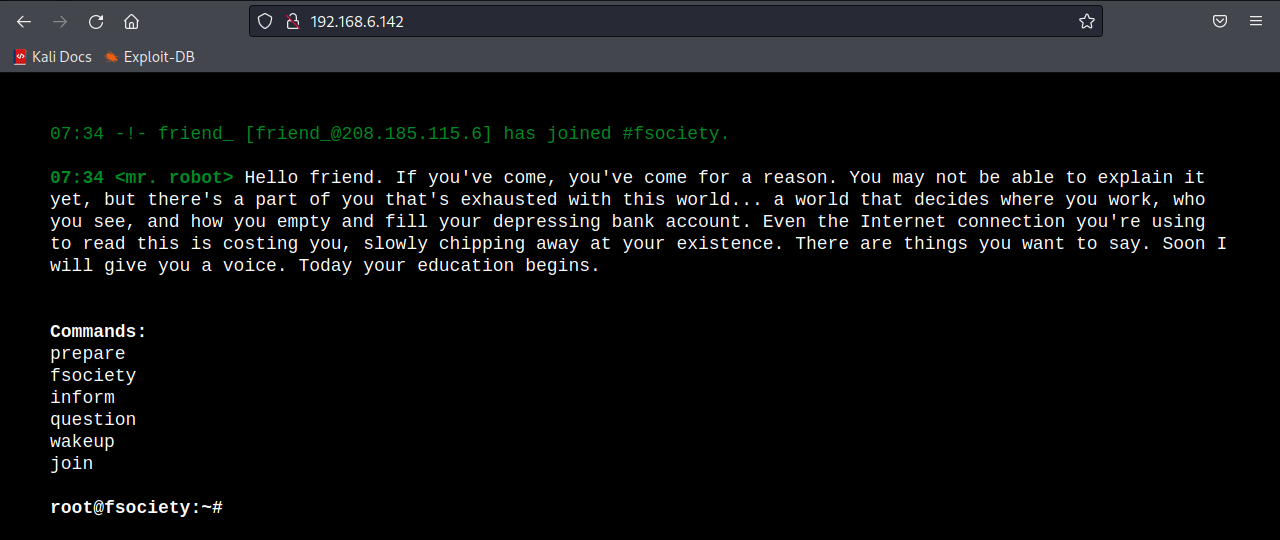 192.168.6.142
Kali Docs Exploit-DB
07:34 -!- friend_ [friend_@208.185.115.6] has joined #fsociety.
07:34 <mr. robot> Hello friend. If you've come, you've come for a reason. You may not be able to explain it
yet, but there's a part of you that's exhausted with this world... a world that decides where you work, who
you see, and how you empty and fill your depressing bank account. Even the Internet connection you're using
to read this is costing you, slowly chipping away at your existence. There are things you want to say. Soon I
will give you a voice. Today your education begins.
Commands:
prepare
fsociety
inform
question
wakeup
join
root@fsociety:~#